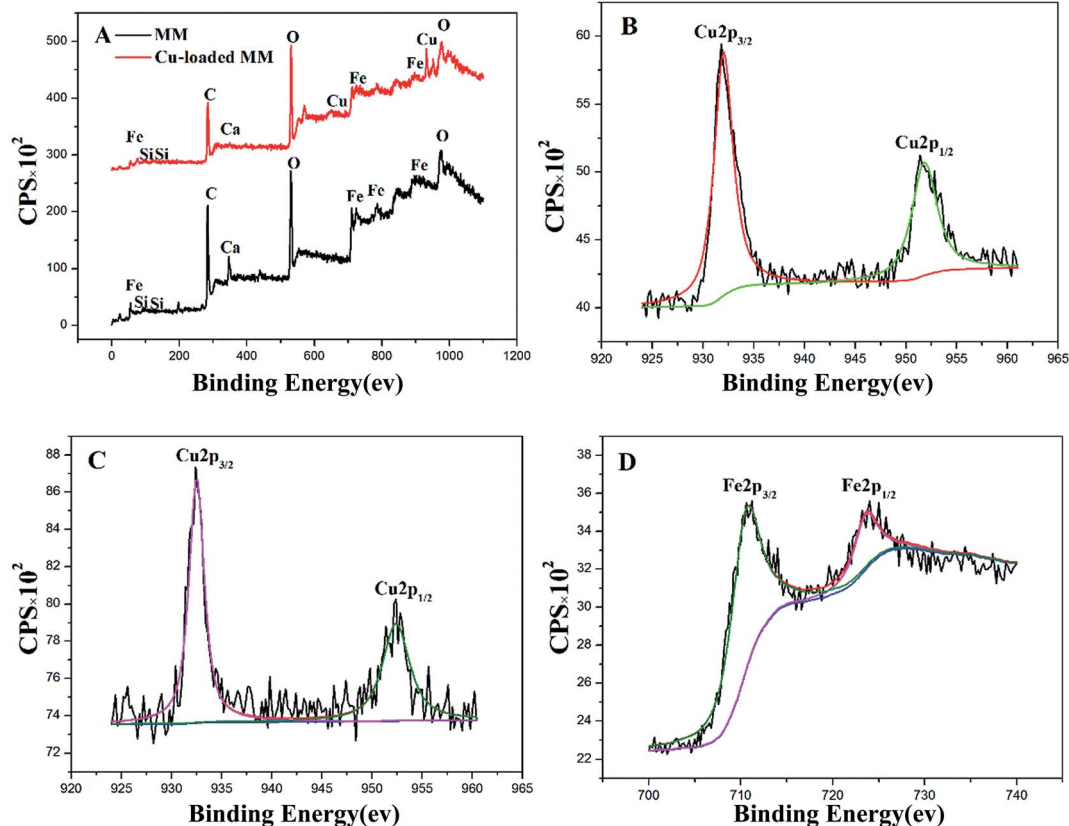 A
MM
Cu-loaded MM
O
Cu
O
Fe
Fe
Cu
C
Ca
Fe
SiSi
O
O
Fe
Fe
Fe
C
Ca
Fe
SiSi
500
400
300
200
100
0
CPS×10²
0 200 400 600 800 1000 1200
Binding Energy(ev)
B
Cu2p3/2
Cu2p1/2
60
55
50
45
40
CPS×10²
920 925 930 935 940 945 950 955 960 965
Binding Energy(ev)
C
Cu2p3/2
Cu2p1/2
88
86
84
82
80
78
76
74
72
CPS×10²
920 925 930 935 940 945 950 955 960 965
Binding Energy(ev)
D
Fe2p3/2
Fe2p1/2
38
36
34
32
30
28
26
24
22
CPS×10²
700 710 720 730 740
Binding Energy(ev)